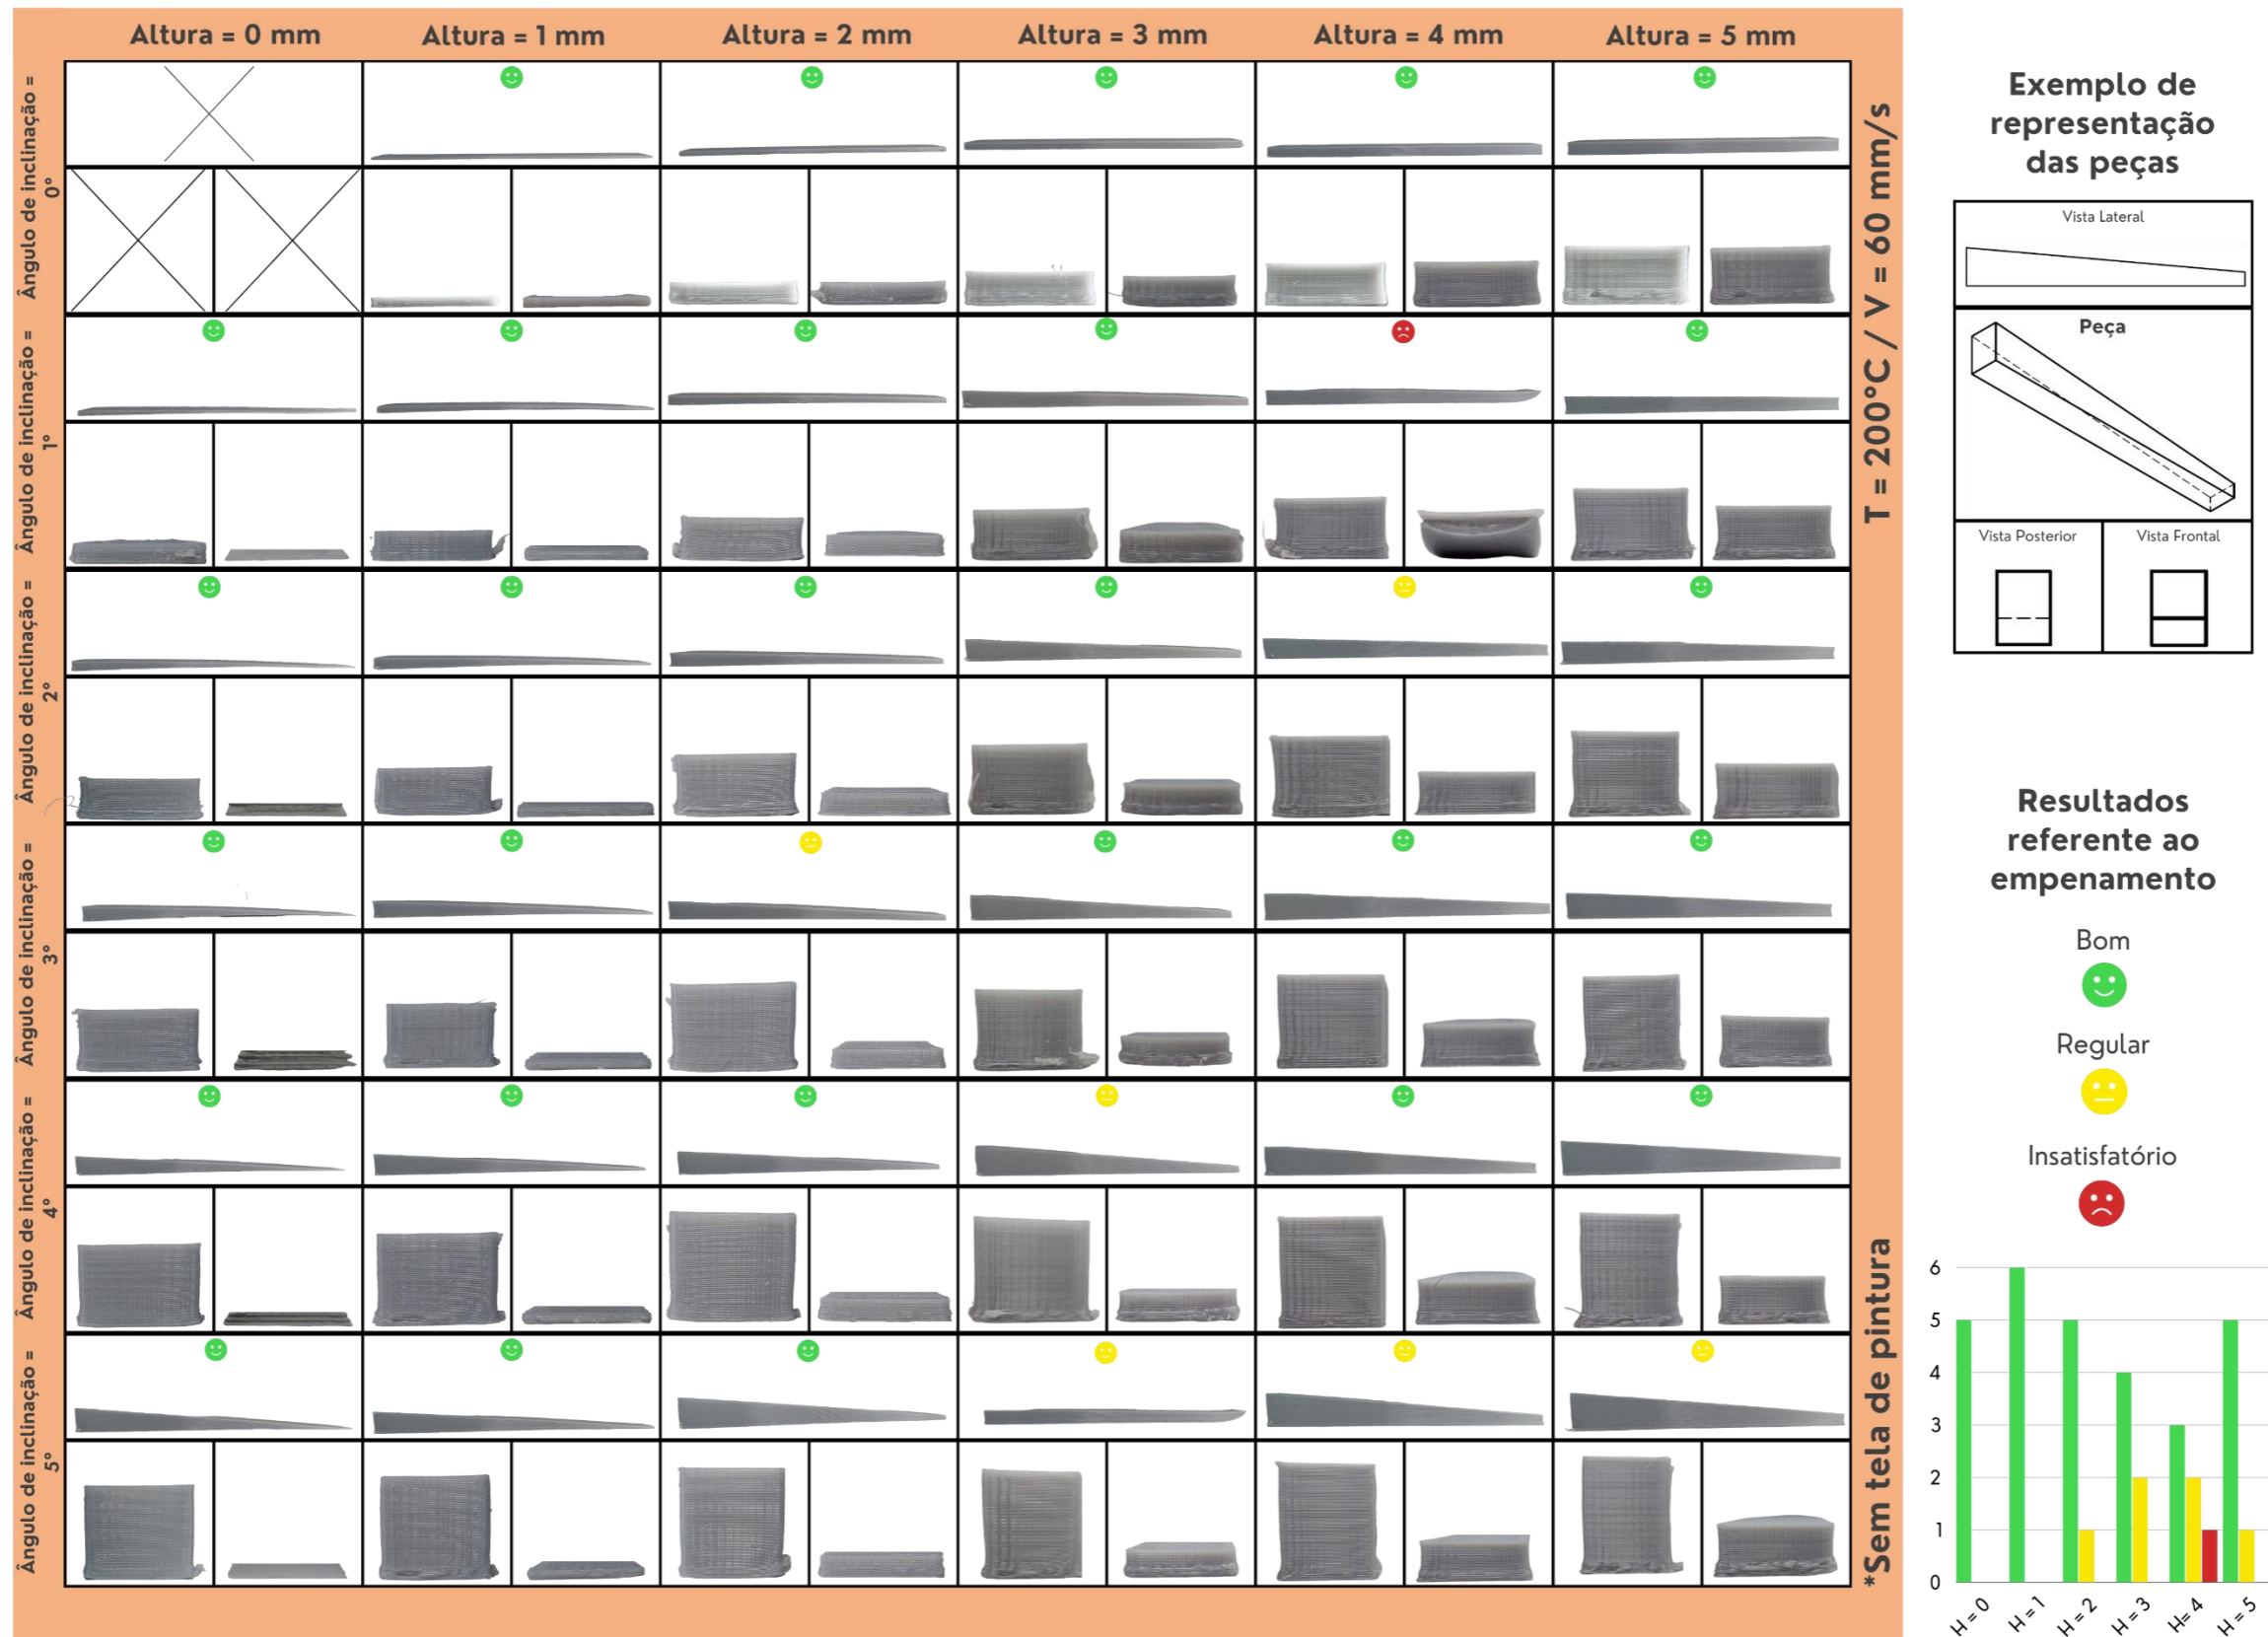 Altura = 0 mm
Altura = 1 mm
Altura = 2 mm
Altura = 3 mm
Altura = 4 mm
Altura = 5 mm
Ângulo de inclinação =
0°
Ângulo de inclinação =
1°
Ângulo de inclinação =
2°
Ângulo de inclinação =
3°
Ângulo de inclinação =
4°
Ângulo de inclinação =
5°
T = 200°C / V = 60 mm/s
*Sem tela de pintura
Exemplo de
representação
das peças
Vista Lateral
Peça
Vista Posterior
Vista Frontal
Resultados
referente ao
empenamento
Bom
Regular
Insatisfatório
6
5
4
3
2
1
0
H = 0
H = 1
H = 2
H = 3
H= 4
H = 5